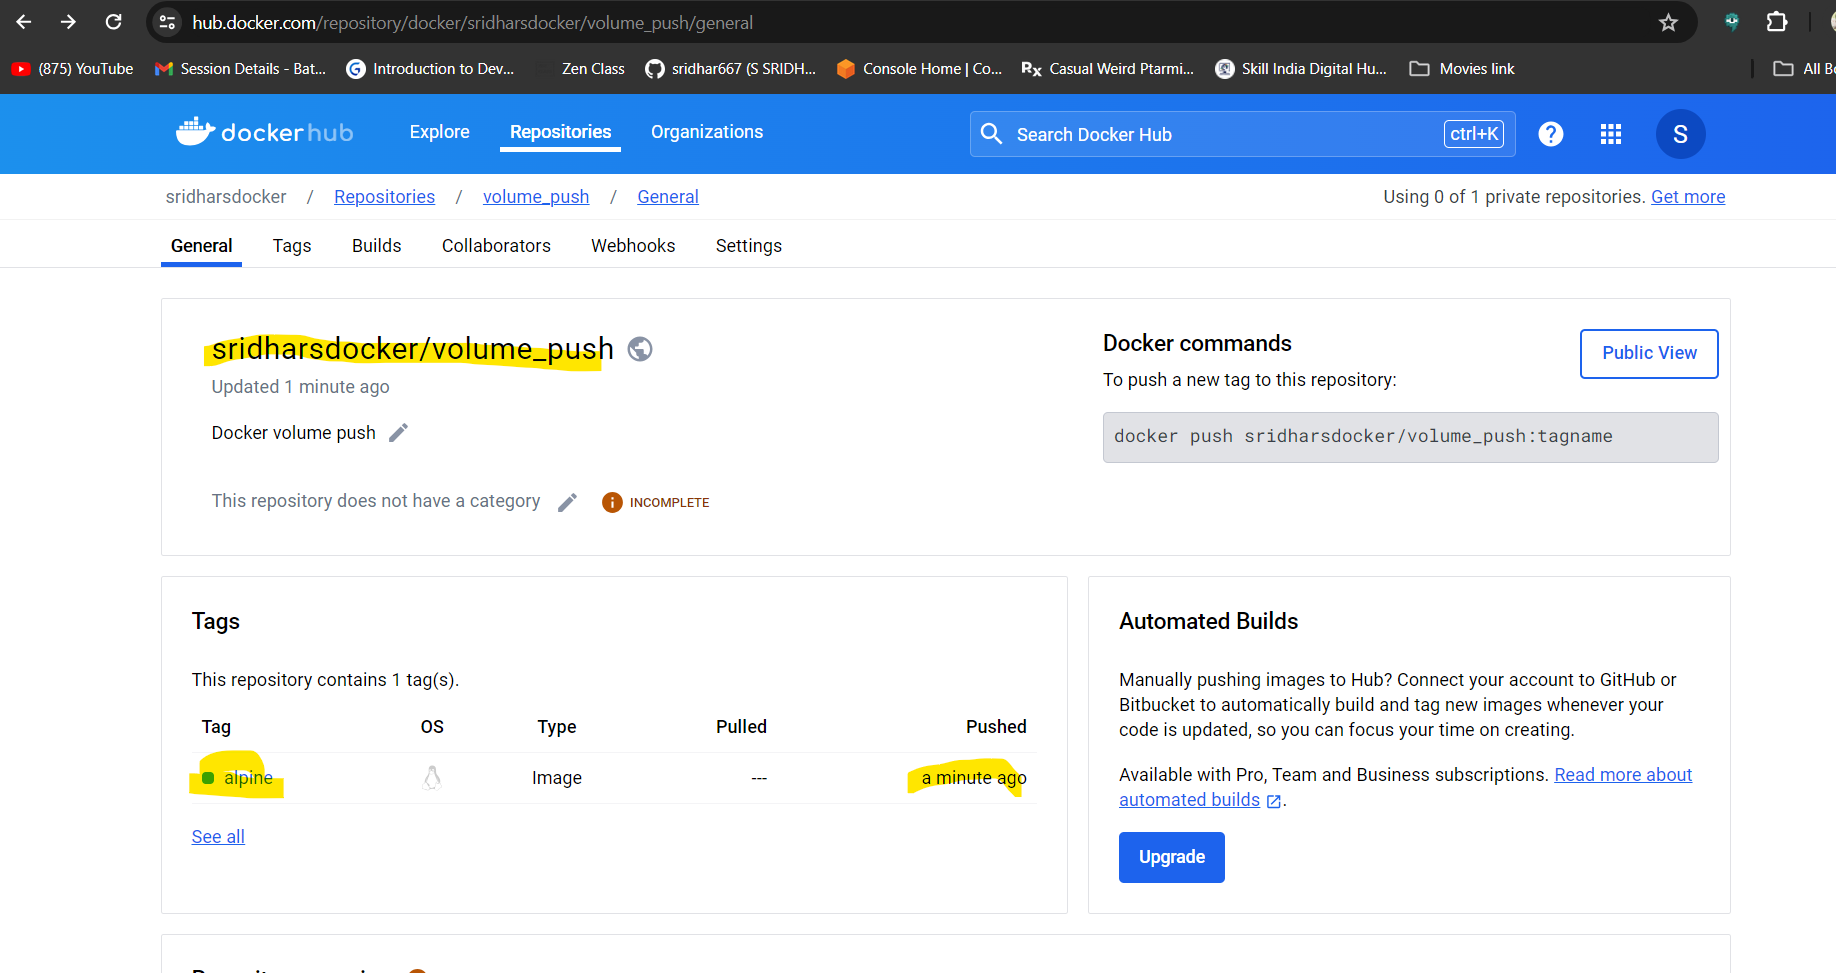 hub.docker.com/repository/docker/sridharsdocker/volume_push/general
(875) YouTube
Session Details - Bat...
Introduction to Dev...
Zen Class
sridhar667 (S SRIDH...
Console Home | Co...
Rx Casual Weird Ptarmi...
Skill India Digital Hu...
Movies link
All Bo
dockerhub
Explore
Repositories
Organizations
Search Docker Hub
ctrl+K
?
S
sridharsdocker / Repositories / volume_push / General
Using 0 of 1 private repositories. Get more
General
Tags
Builds
Collaborators
Webhooks
Settings
sridharsdocker/volume_push
Updated 1 minute ago
Docker volume push
This repository does not have a category
INCOMPLETE
Docker commands
Public View
To push a new tag to this repository:
docker push sridharsdocker/volume_push:tagname
Tags
This repository contains 1 tag(s).
Tag OS Type Pulled Pushed
alpine Image --- a minute ago
See all
Automated Builds
Manually pushing images to Hub? Connect your account to GitHub or
Bitbucket to automatically build and tag new images whenever your
code is updated, so you can focus your time on creating.
Available with Pro, Team and Business subscriptions. Read more about
automated builds .
Upgrade